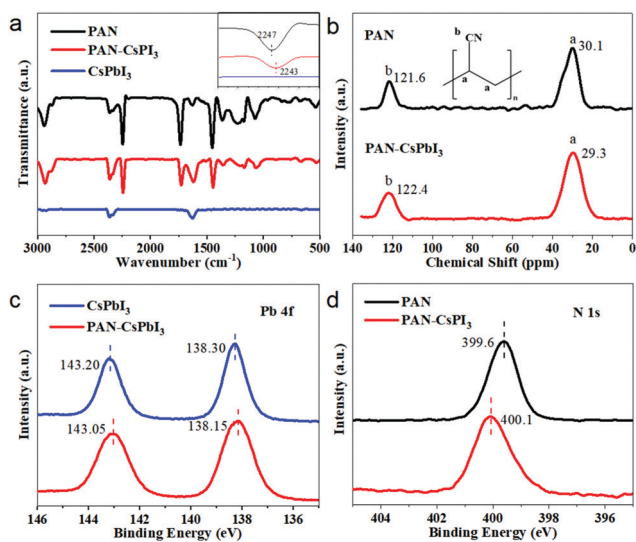 a
Transmittance (a.u.)
PAN
PAN-CsPI3
CsPbI3
2247
2243
3000 2500 2000 1500 1000 500
Wavenumber (cm-1)
b
Intensity (a.u.)
PAN
b
CN
a
a
n
b
121.6
a
30.1
PAN-CsPbI3
a
29.3
b
122.4
140 120 100 80 60 40 20 0
Chemical Shift (ppm)
c
Intensity (a.u.)
CsPbI3
PAN-CsPbI3
Pb 4f
143.20
138.30
143.05
138.15
146 144 142 140 138 136
Binding Energy (eV)
d
Intensity (a.u.)
PAN
PAN-CsPI3
N 1s
399.6
400.1
404 402 400 398 396
Binding Energy (eV)